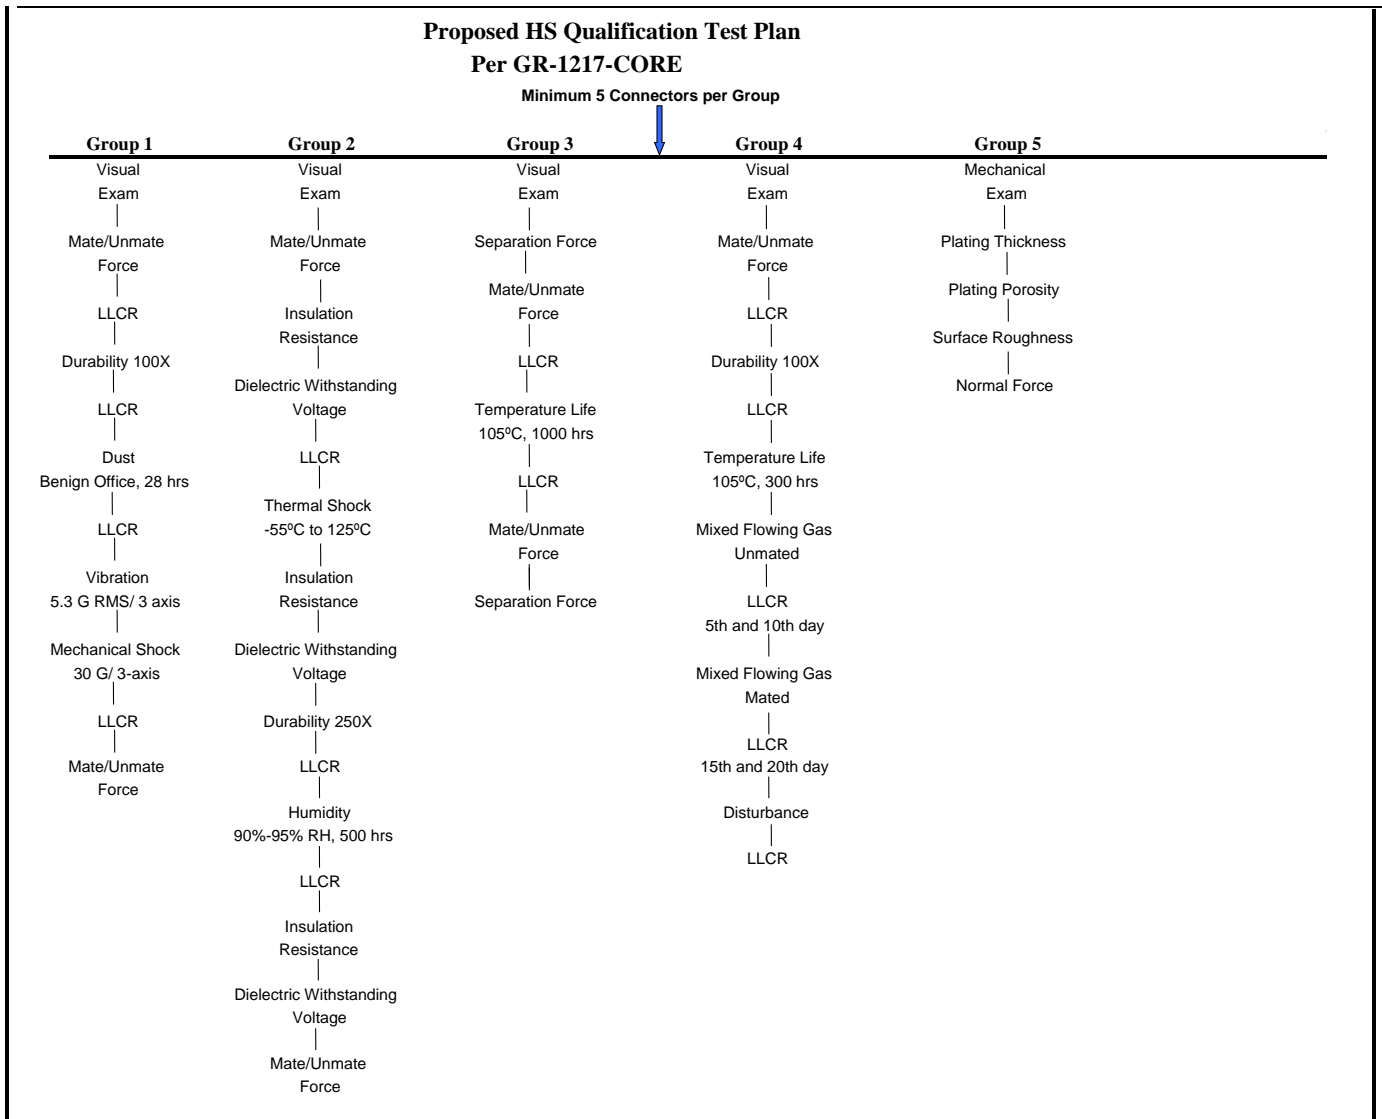 Proposed HS Qualification Test Plan
Per GR-1217-CORE
Minimum 5 Connectors per Group
Group 1
Visual
Exam
Mate/Unmate
Force
LLCR
Durability 100X
LLCR
Dust
Benign Office, 28 hrs
LLCR
Vibration
5.3 G RMS/ 3 axis
Mechanical Shock
30 G/ 3-axis
LLCR
Mate/Unmate
Force
Group 2
Visual
Exam
Mate/Unmate
Force
Insulation
Resistance
Dielectric Withstanding
Voltage
LLCR
Thermal Shock
-55ºC to 125ºC
Insulation
Resistance
Dielectric Withstanding
Voltage
Durability 250X
LLCR
Humidity
90%-95% RH, 500 hrs
LLCR
Insulation
Resistance
Dielectric Withstanding
Voltage
Mate/Unmate
Force
Group 3
Visual
Exam
Separation Force
Mate/Unmate
Force
LLCR
Temperature Life
105ºC, 1000 hrs
LLCR
Mate/Unmate
Force
Separation Force
Group 4
Visual
Exam
Mate/Unmate
Force
LLCR
Durability 100X
LLCR
Temperature Life
105ºC, 300 hrs
Mixed Flowing Gas
Unmated
LLCR
5th and 10th day
Mixed Flowing Gas
Mated
LLCR
15th and 20th day
Disturbance
LLCR
Group 5
Mechanical
Exam
Plating Thickness
Plating Porosity
Surface Roughness
Normal Force